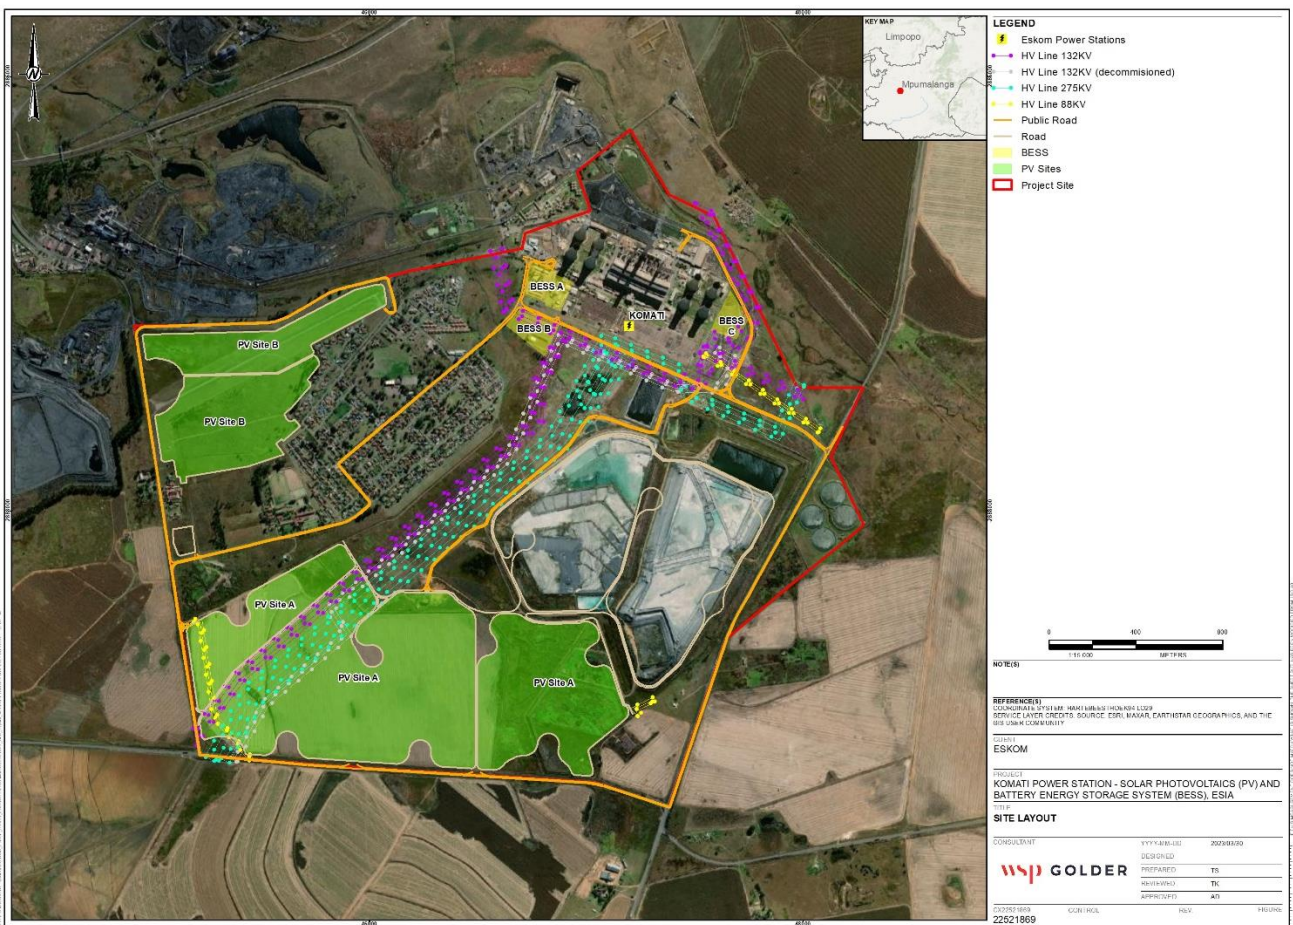 KEY MAP
Limpopo
Mpumalanga
BESS A
BESS B
KOMATI
BESS
C
PV Site B
PV Site B
PV Site A
PV Site A
PV Site A
LEGEND
Eskom Power Stations
HV Line 132KV
HV Line 132KV (decommisioned)
HV Line 275KV
HV Line 88KV
Public Road
Road
BESS
PV Sites
Project Site
0 400 800
METERS
NOTE(S)
REFERENCE(S)
SERVICE LAYER CREDITS: SOURCE: ESRI, MAXAR, EARTHSTAR GEOGRAPHICS, AND THE
GIS USER COMMUNITY
CLIENT
ESKOM
PROJECT
KOMATI POWER STATION - SOLAR PHOTOVOLTAICS (PV) AND
BATTERY ENERGY STORAGE SYSTEM (BESS), ESIA
TITLE
SITE LAYOUT
CONSULTANT
wsp GOLDER
YYYY-MM-DD 2023/03/30
DESIGNED
PREPARED TS
REVIEWED TK
APPROVED
CONTROL REV. FIGURE
22521869